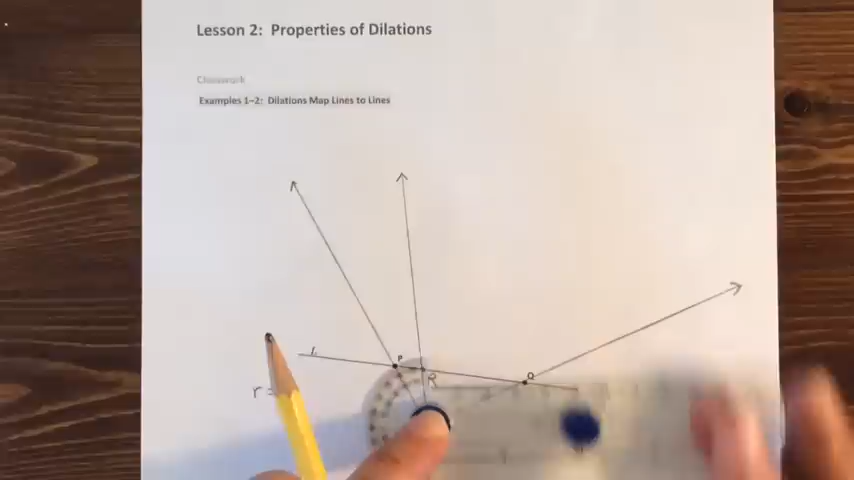 Lesson 2: Properties of Dilations
Classwork
Examples 1–2: Dilations Map Lines to Lines
L P Q
R
r =